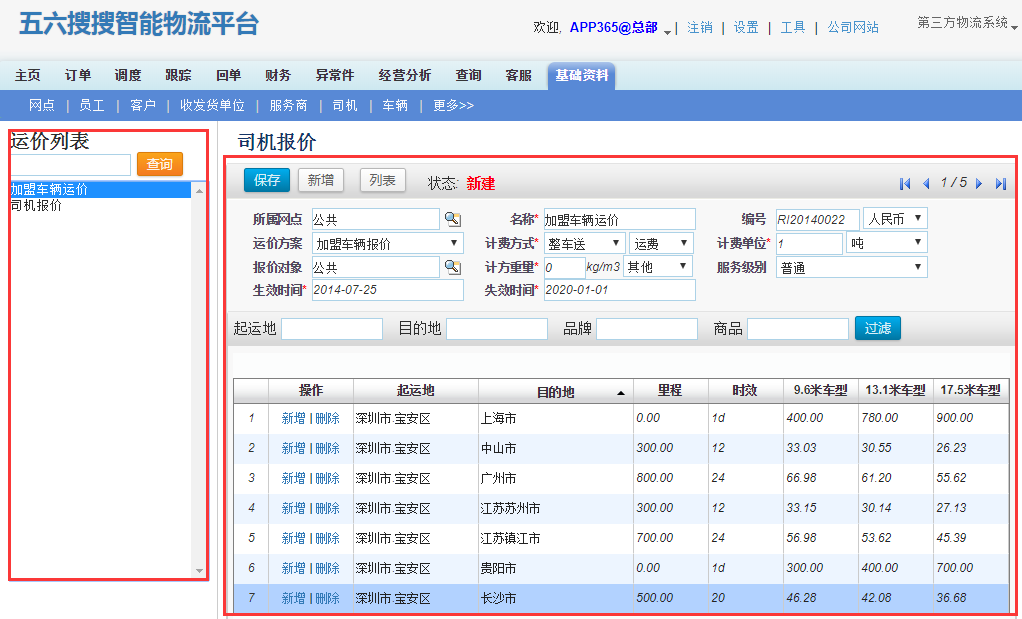 五六搜搜智能物流平台
欢迎, APP365@总部 | 注销 | 设置 | 工具 | 公司网站 第三方物流系统
主页 订单 调度 跟踪 回单 财务 异常件 经营分析 查询 客服 基础资料
网点 | 员工 | 客户 | 收发货单位 | 服务商 | 司机 | 车辆 | 更多>>
运价列表
查询
加盟车辆运价
司机报价
司机报价
保存 新增 列表 状态: 新建 1 / 5
所属网点 公共 名称* 加盟车辆运价 编号 RI20140022 人民币
运价方案 加盟车辆报价 计费方式* 整车送 运费 计费单位* 1 吨
报价对象 公共 计方重量* 0 kg/m3 其他 服务级别 普通
生效时间* 2014-07-25 失效时间* 2020-01-01
起运地 目的地 品牌 商品 过滤
操作 起运地 目的地 里程 时效 9.6米车型 13.1米车型 17.5米车型
1 新增 | 删除 深圳市.宝安区 上海市 0.00 1d 400.00 780.00 900.00
2 新增 | 删除 深圳市.宝安区 中山市 300.00 12 33.03 30.55 26.23
3 新增 | 删除 深圳市.宝安区 广州市 800.00 24 66.98 61.20 55.62
4 新增 | 删除 深圳市.宝安区 江苏苏州市 300.00 12 33.15 30.14 27.13
5 新增 | 删除 深圳市.宝安区 江苏镇江市 700.00 24 56.98 53.62 45.39
6 新增 | 删除 深圳市.宝安区 贵阳市 0.00 1d 300.00 400.00 700.00
7 新增 | 删除 深圳市.宝安区 长沙市 500.00 20 46.28 42.08 36.68